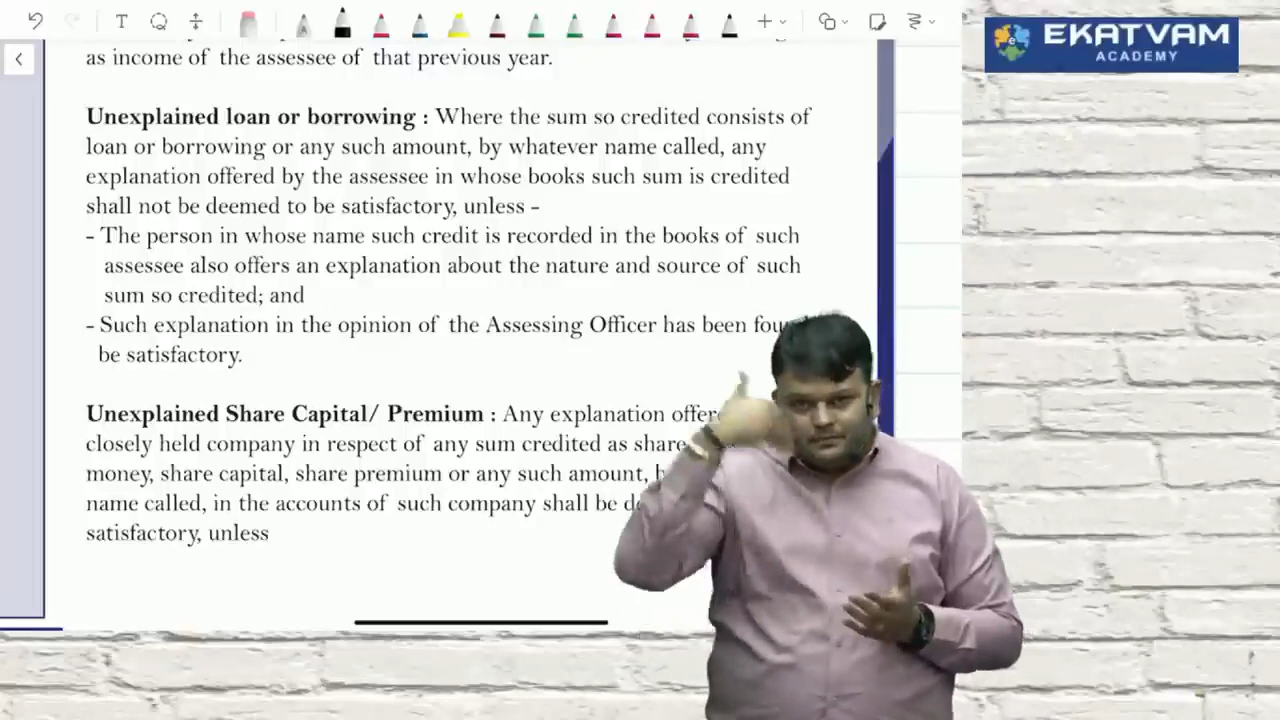 EKATVAM
ACADEMY
as income of the assessee of that previous year.
Unexplained loan or borrowing : Where the sum so credited consists of
loan or borrowing or any such amount, by whatever name called, any
explanation offered by the assessee in whose books such sum is credited
shall not be deemed to be satisfactory, unless -
- The person in whose name such credit is recorded in the books of such
assessee also offers an explanation about the nature and source of such
sum so credited; and
- Such explanation in the opinion of the Assessing Officer has been
be satisfactory.
Unexplained Share Capital/ Premium : Any explanation
closely held company in respect of any sum credited as share
money, share capital, share premium or any such amount,
name called, in the accounts of such company shall be
satisfactory, unless